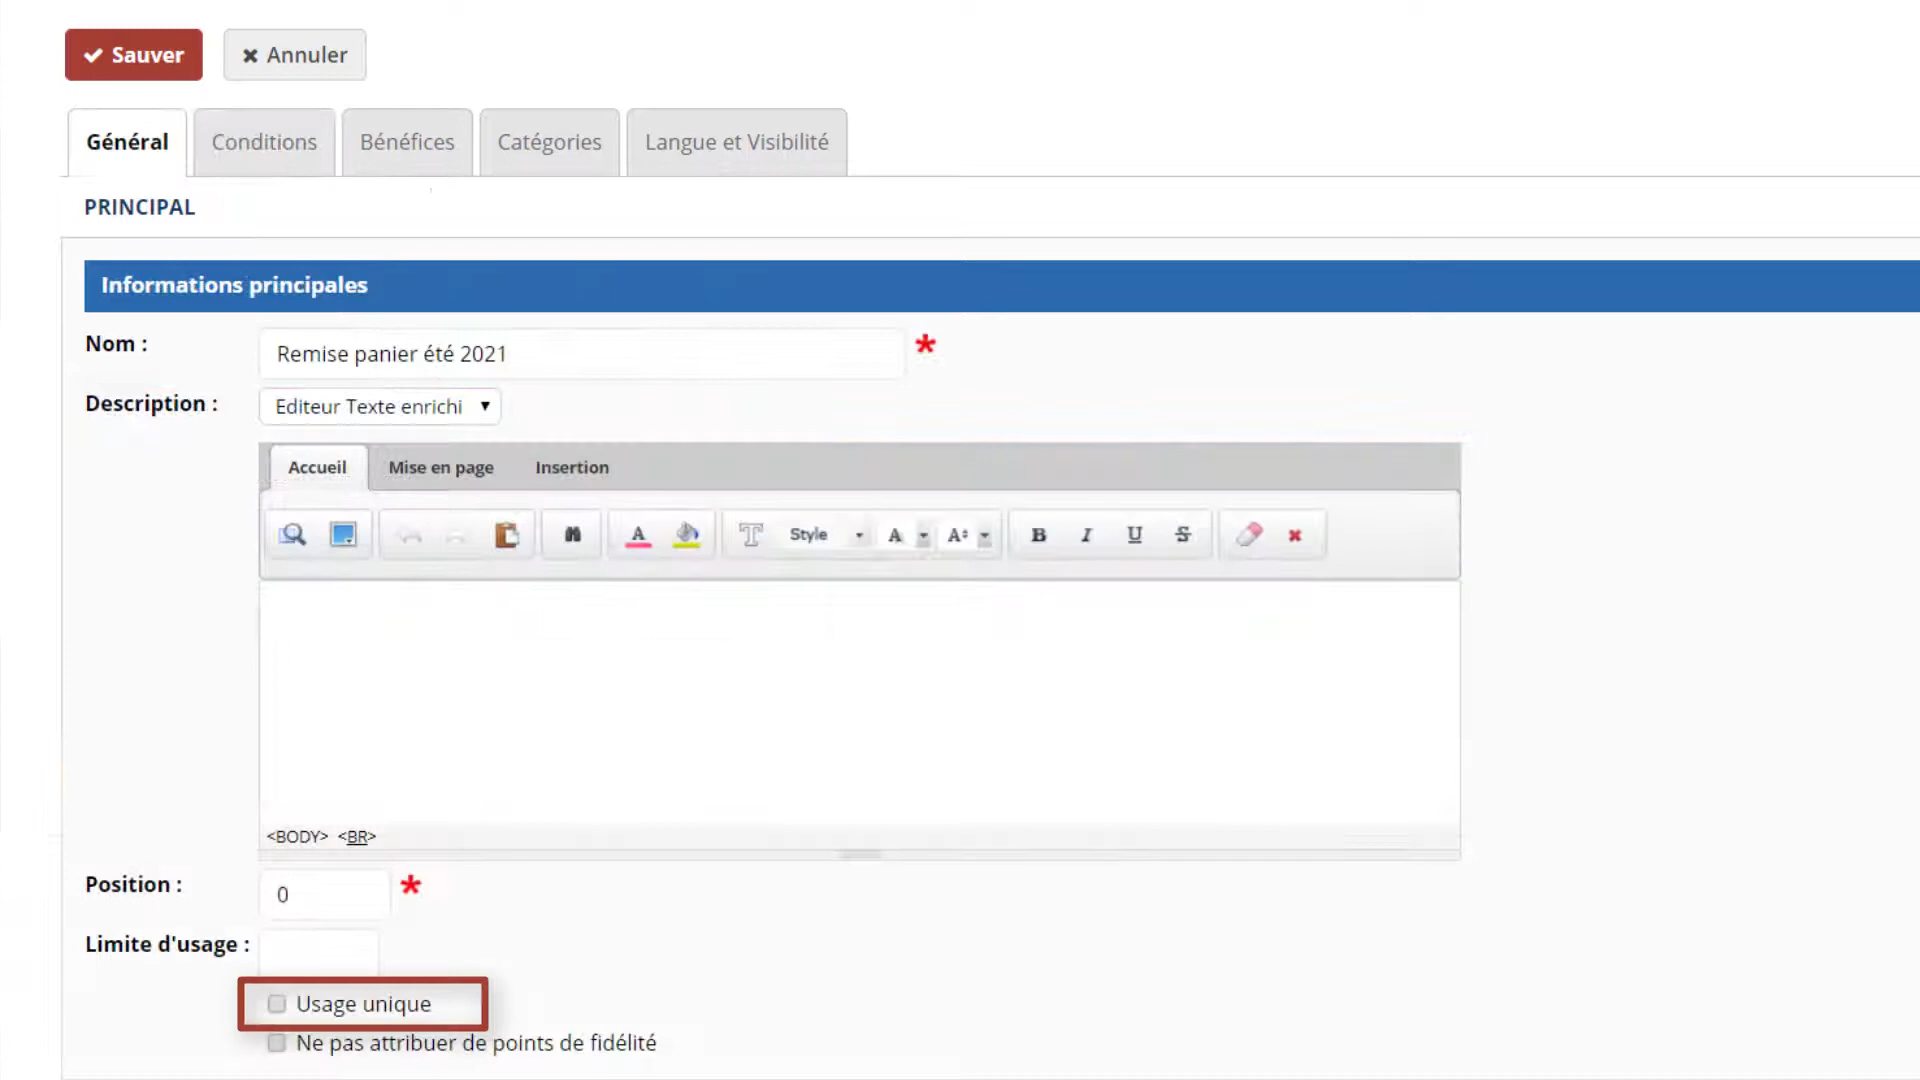 Sauver Annuler
Général Conditions Bénéfices Catégories Langue et Visibilité
PRINCIPAL
Informations principales
Nom : Remise panier été 2021 *
Description : Editeur Texte enrichi
Accueil Mise en page Insertion
A T Style A A B I U S
<BODY> <BR>
Position : 0 *
Limite d'usage :
Usage unique
Ne pas attribuer de points de fidélité